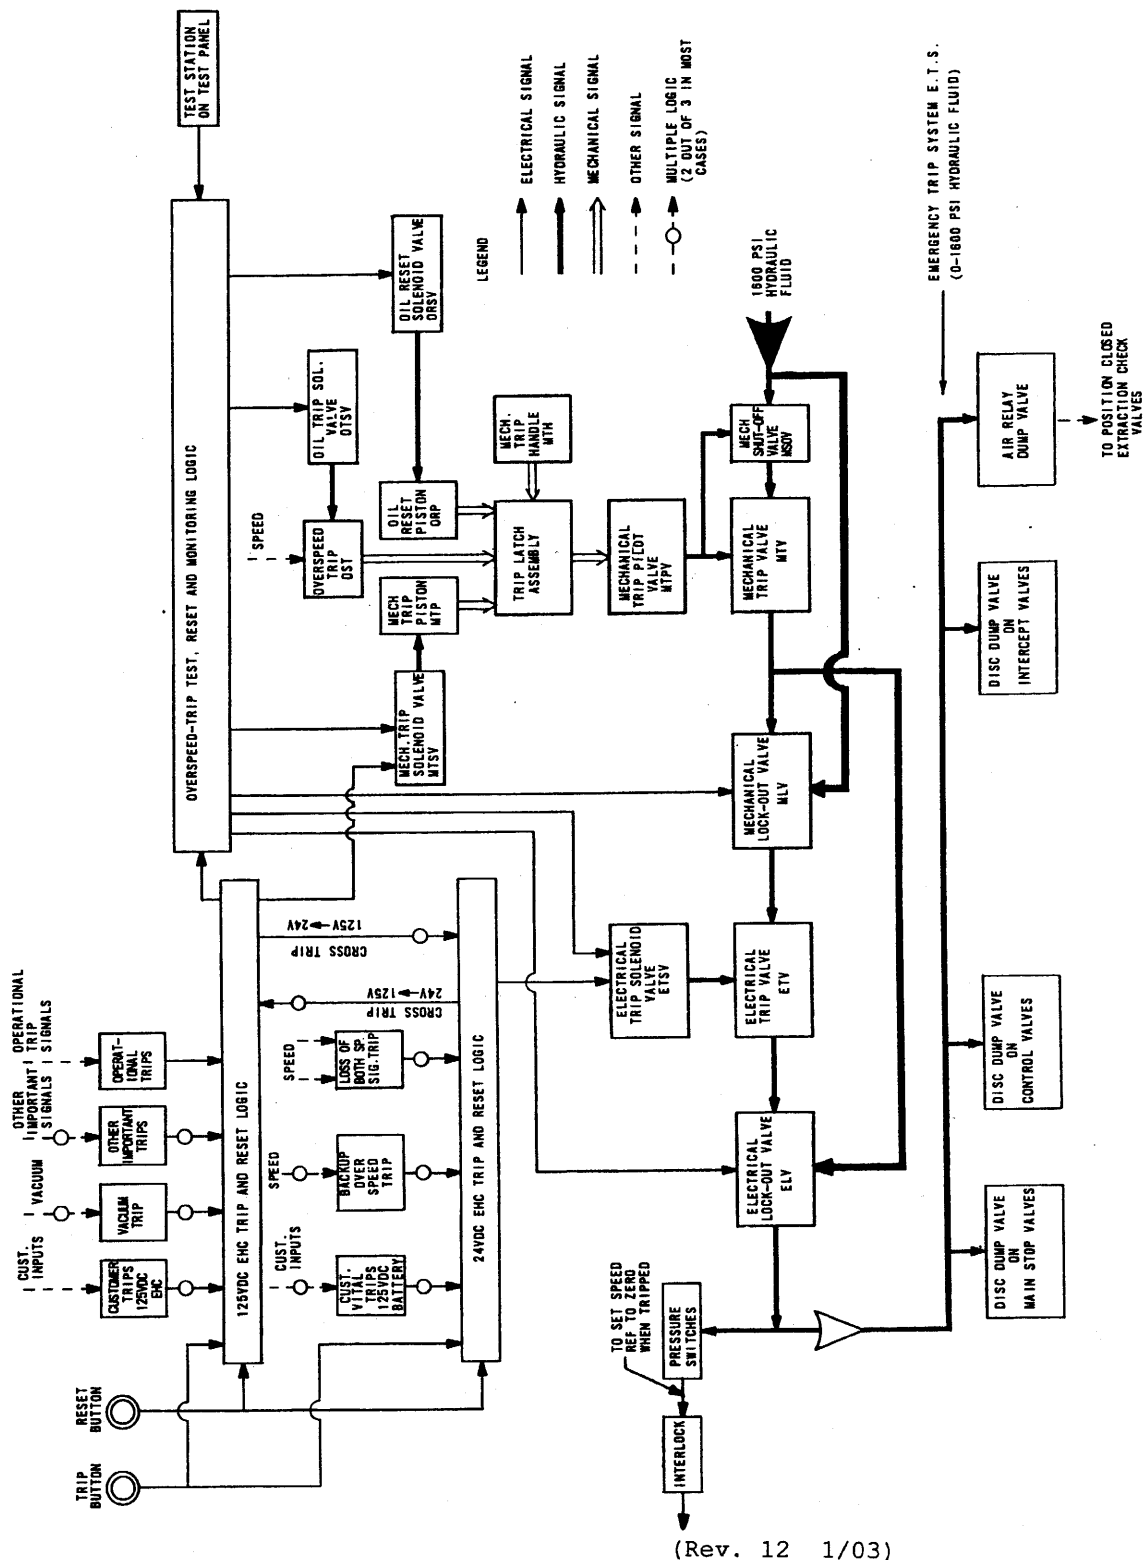 TRIP
BUTTON
RESET
BUTTON
CUST.
INPUTS
VACUUM
OTHER
IMPORTANT
SIGNALS
OPERATIONAL
TRIP
SIGNALS
CUSTOMER
TRIPS
125VDC
EHC
VACUUM
TRIP
OTHER
IMPORTANT
TRIPS
OPERAT-
IONAL
TRIPS
TEST STATION
ON TEST PANEL
125VDC EHC TRIP AND RESET LOGIC
OVERSPEED-TRIP TEST, RESET AND MONITORING LOGIC
CUST.
INPUTS
SPEED
SPEED
CROSS TRIP
24V→125V
CROSS TRIP
125V→24V
CUST.
VITAL
TRIPS
125VDC
BATTERY
BACKUP
OVER
SPEED
TRIP
LOSS OF
BOTH SP.
SIG. TRIP
24VDC EHC TRIP AND RESET LOGIC
SPEED
OVERSPEED
TRIP
OST
OIL TRIP SOL.
VALVE
OTSV
MECH. TRIP
SOLENOID VALVE
MTSV
MECH
TRIP
PISTON
MTP
OIL
RESET
PISTON
ORP
OIL RESET
SOLENOID VALVE
ORSV
TRIP LATCH
ASSEMBLY
MECH.
TRIP
HANDLE
MTH
LEGEND
ELECTRICAL SIGNAL
HYDRAULIC SIGNAL
MECHANICAL SIGNAL
OTHER SIGNAL
MULTIPLE LOGIC
(2 OUT OF 3 IN MOST
CASES)
ELECTRICAL
TRIP SOLENOID
VALVE
ETSV
MECHANICAL
TRIP PILOT
VALVE
MTPV
ELECTRICAL
LOCK-OUT VALVE
ELV
ELECTRICAL
TRIP VALVE
ETV
MECHANICAL
LOCK-OUT VALVE
MLV
MECHANICAL
TRIP VALVE
MTV
MECH
SHUT-OFF
VALVE
MSOV
1600 PSI
HYDRAULIC
FLUID
TO SET SPEED
REF TO ZERO
WHEN TRIPPED
INTERLOCK
PRESSURE
SWITCHES
EMERGENCY TRIP SYSTEM E.T.S.
(0-1600 PSI HYDRAULIC FLUID)
DISC DUMP VALVE
ON
MAIN STOP VALVES
DISC DUMP VALVE
ON
CONTROL VALVES
DISC DUMP VALVE
ON
INTERCEPT VALVES
AIR RELAY
DUMP VALVE
TO POSITION CLOSED
EXTRACTION CHECK
VALVES
(Rev. 12 1/03)